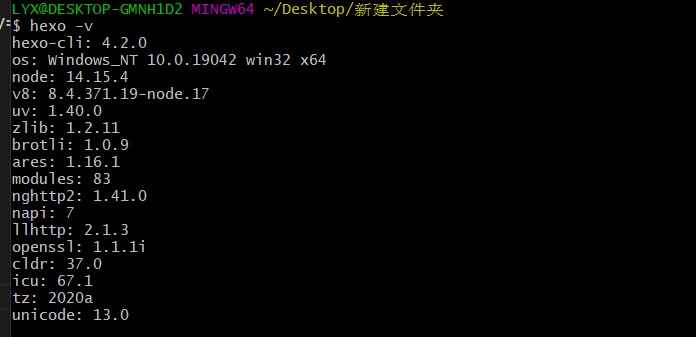 LYX@DESKTOP-GMNH1D2 MINGW64 ~/Desktop/新建文件夹
$ hexo -v
hexo-cli: 4.2.0
os: Windows_NT 10.0.19042 win32 x64
node: 14.15.4
v8: 8.4.371.19-node.17
uv: 1.40.0
zlib: 1.2.11
brotli: 1.0.9
ares: 1.16.1
modules: 83
nghttp2: 1.41.0
napi: 7
llhttp: 2.1.3
openssl: 1.1.1i
cldr: 37.0
icu: 67.1
tz: 2020a
unicode: 13.0